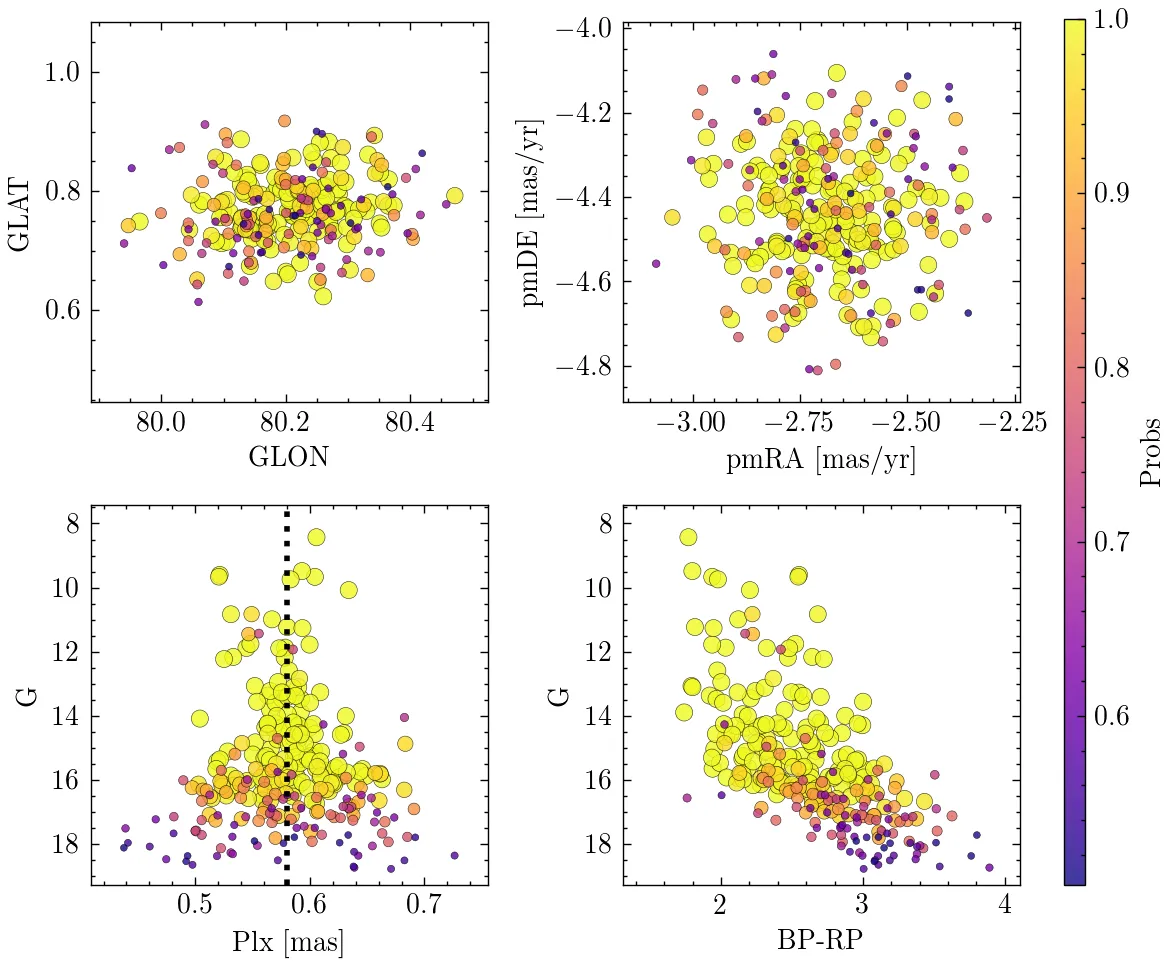 1.0
0.8
0.6
GLAT
80.0 80.2 80.4
GLON
−4.0
−4.2
−4.4
−4.6
−4.8
pmDE [mas/yr]
−3.00 −2.75 −2.50 −2.25
pmRA [mas/yr]
8
10
12
14
16
18
G
0.5 0.6 0.7
Plx [mas]
8
10
12
14
16
18
G
2 3 4
BP-RP
1.0
0.9
0.8
0.7
0.6
Probs